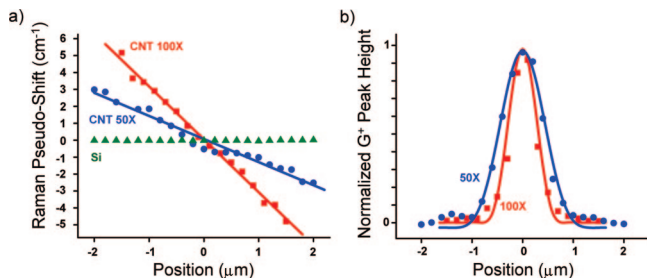 a)
Raman Pseudo-Shift (cm⁻¹)
6
5
4
3
2
1
0
-1
-2
-3
-4
-5
CNT 100X
CNT 50X
Si
-2 -1 0 1 2
Position (μm)
b)
Normalized G⁺ Peak Height
1
0
50X
100X
-2 -1 0 1 2
Position (μm)